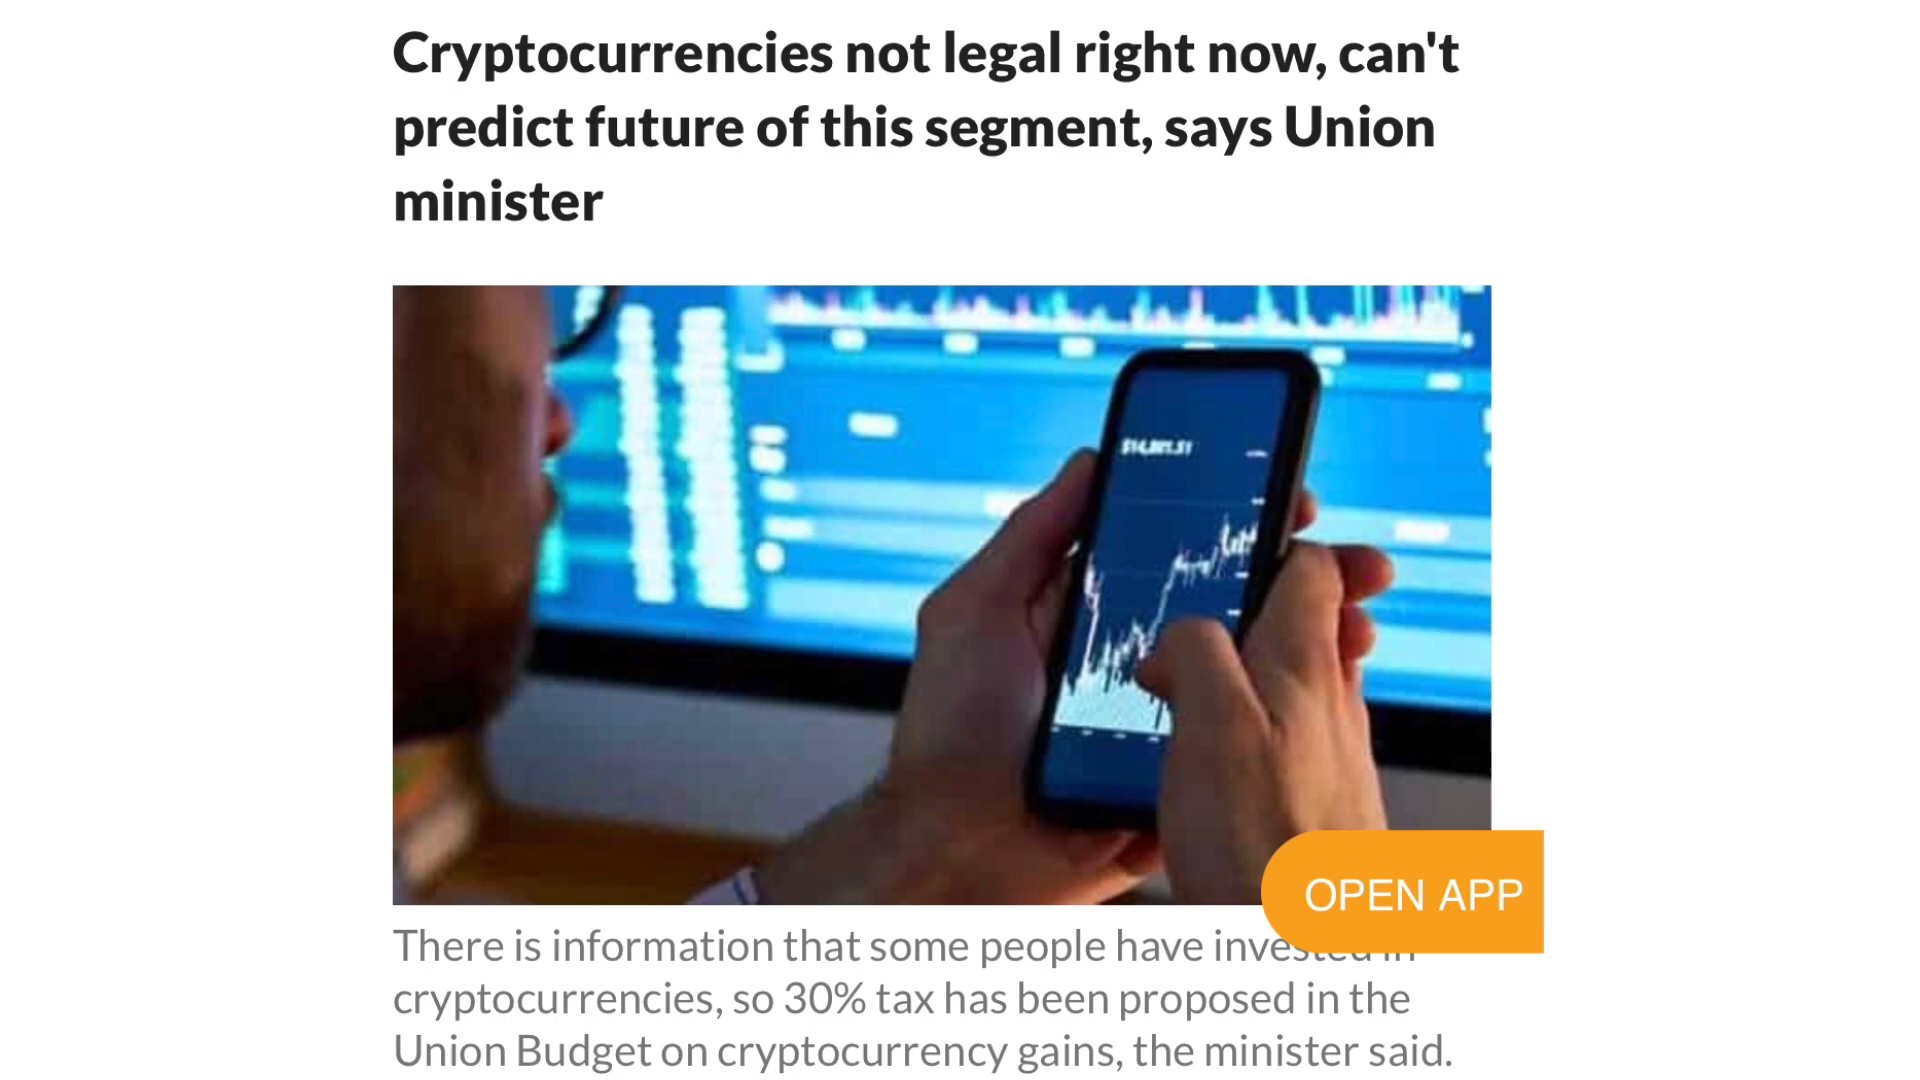 Cryptocurrencies not legal right now, can't
predict future of this segment, says Union
minister
OPEN APP
There is information that some people have invested in
cryptocurrencies, so 30% tax has been proposed in the
Union Budget on cryptocurrency gains, the minister said.